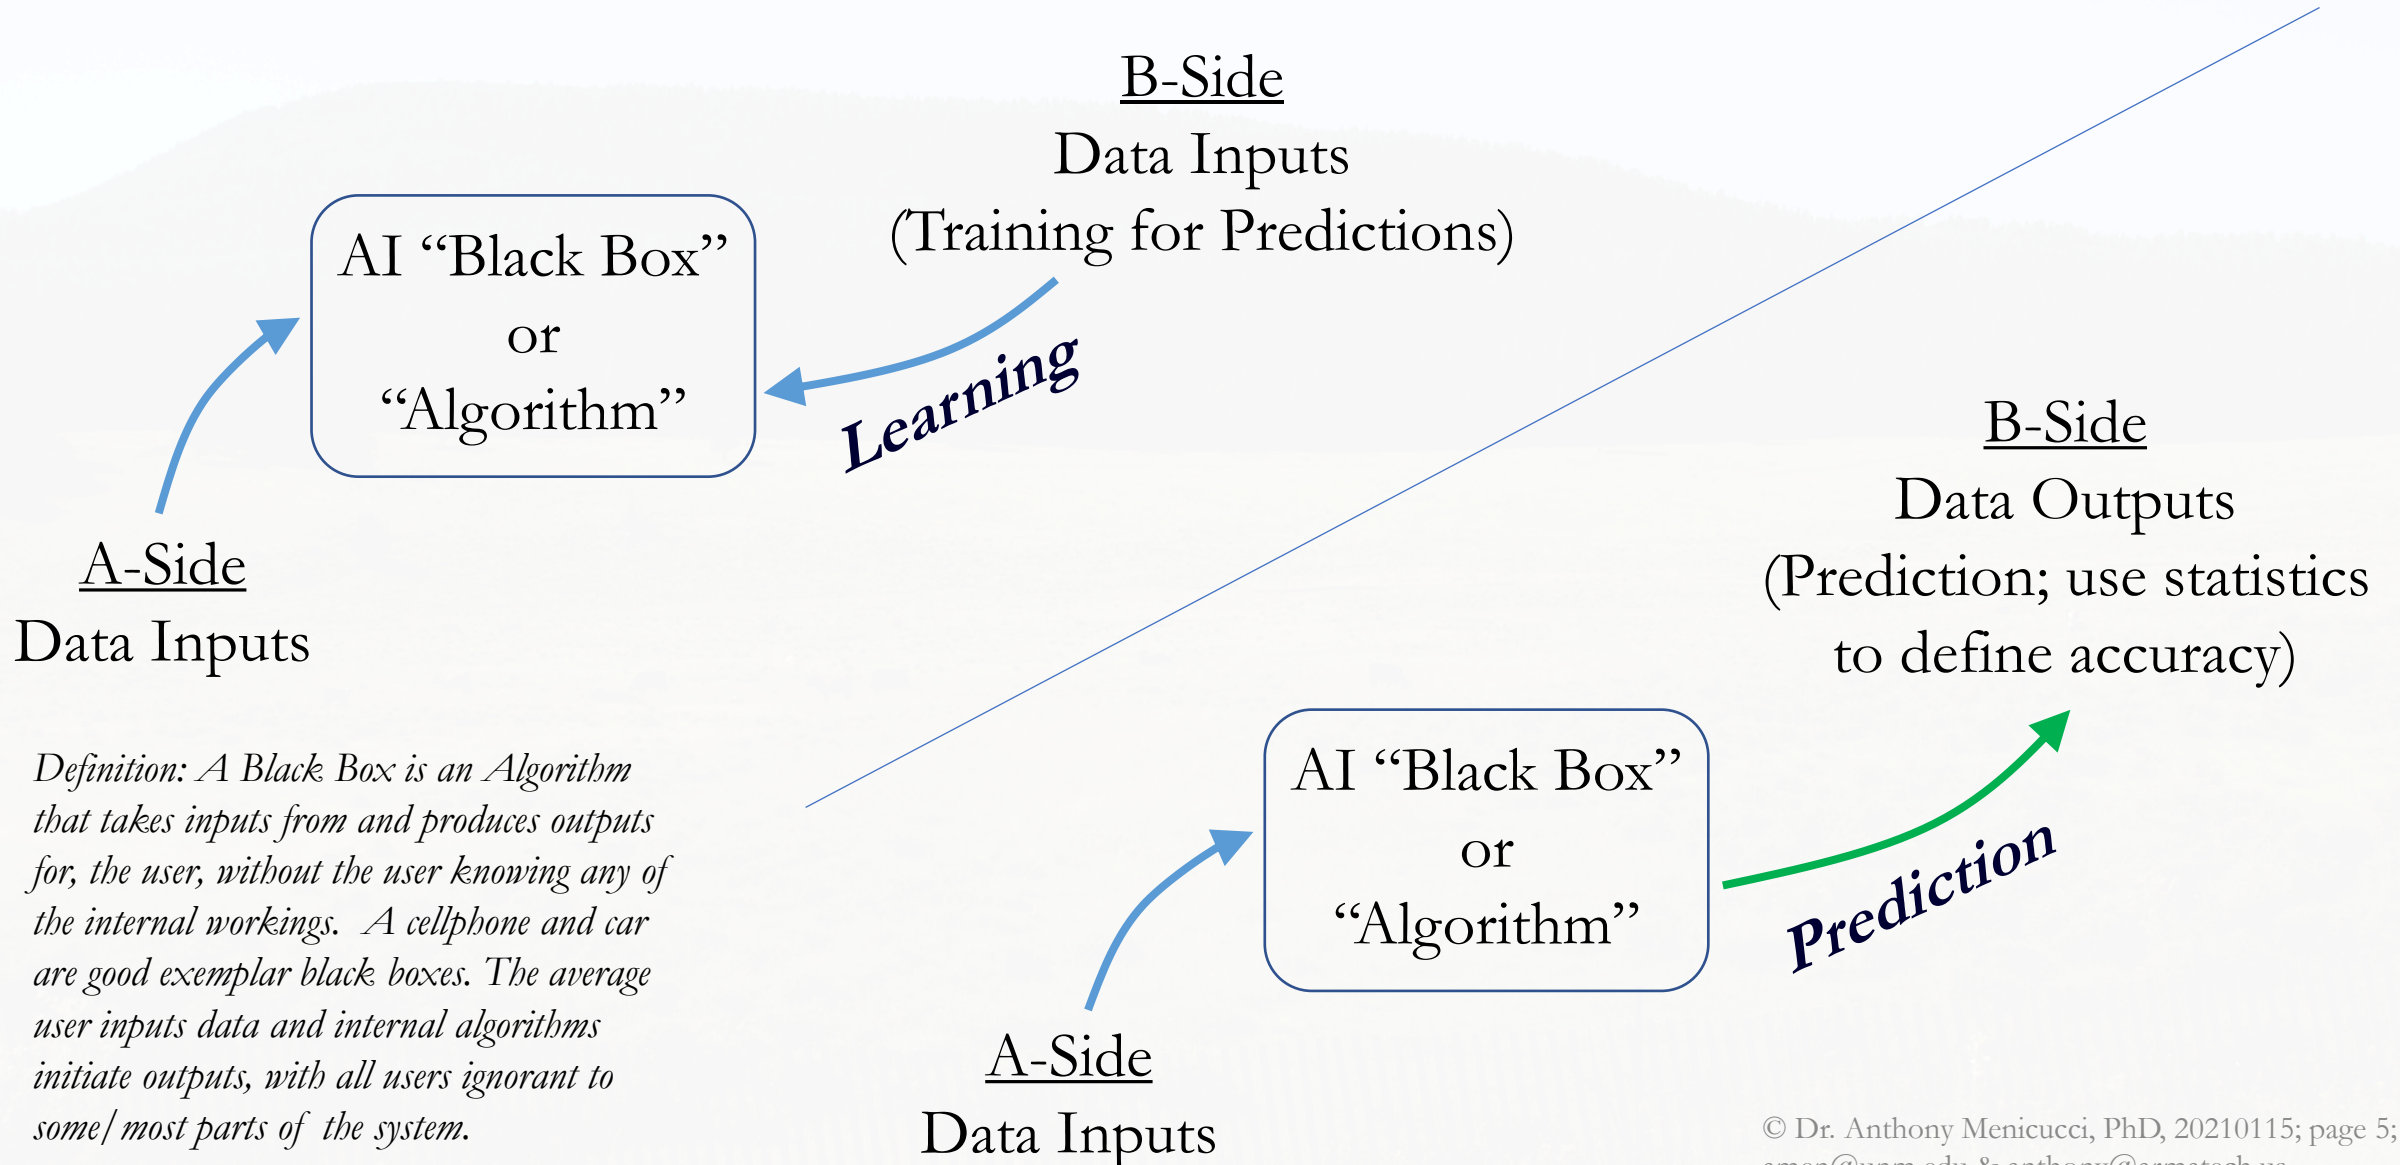 B-Side
Data Inputs
(Training for Predictions)
AI “Black Box”
or
“Algorithm”
Learning
A-Side
Data Inputs
B-Side
Data Outputs
(Prediction; use statistics
to define accuracy)
AI “Black Box”
or
“Algorithm”
Prediction
A-Side
Data Inputs
Definition: A Black Box is an Algorithm
that takes inputs from and produces outputs
for, the user, without the user knowing any of
the internal workings.  A cellphone and car
are good exemplar black boxes. The average
user inputs data and internal algorithms
initiate outputs, with all users ignorant to
some/most parts of the system.
© Dr. Anthony Menicucci, PhD, 20210115; page 5;